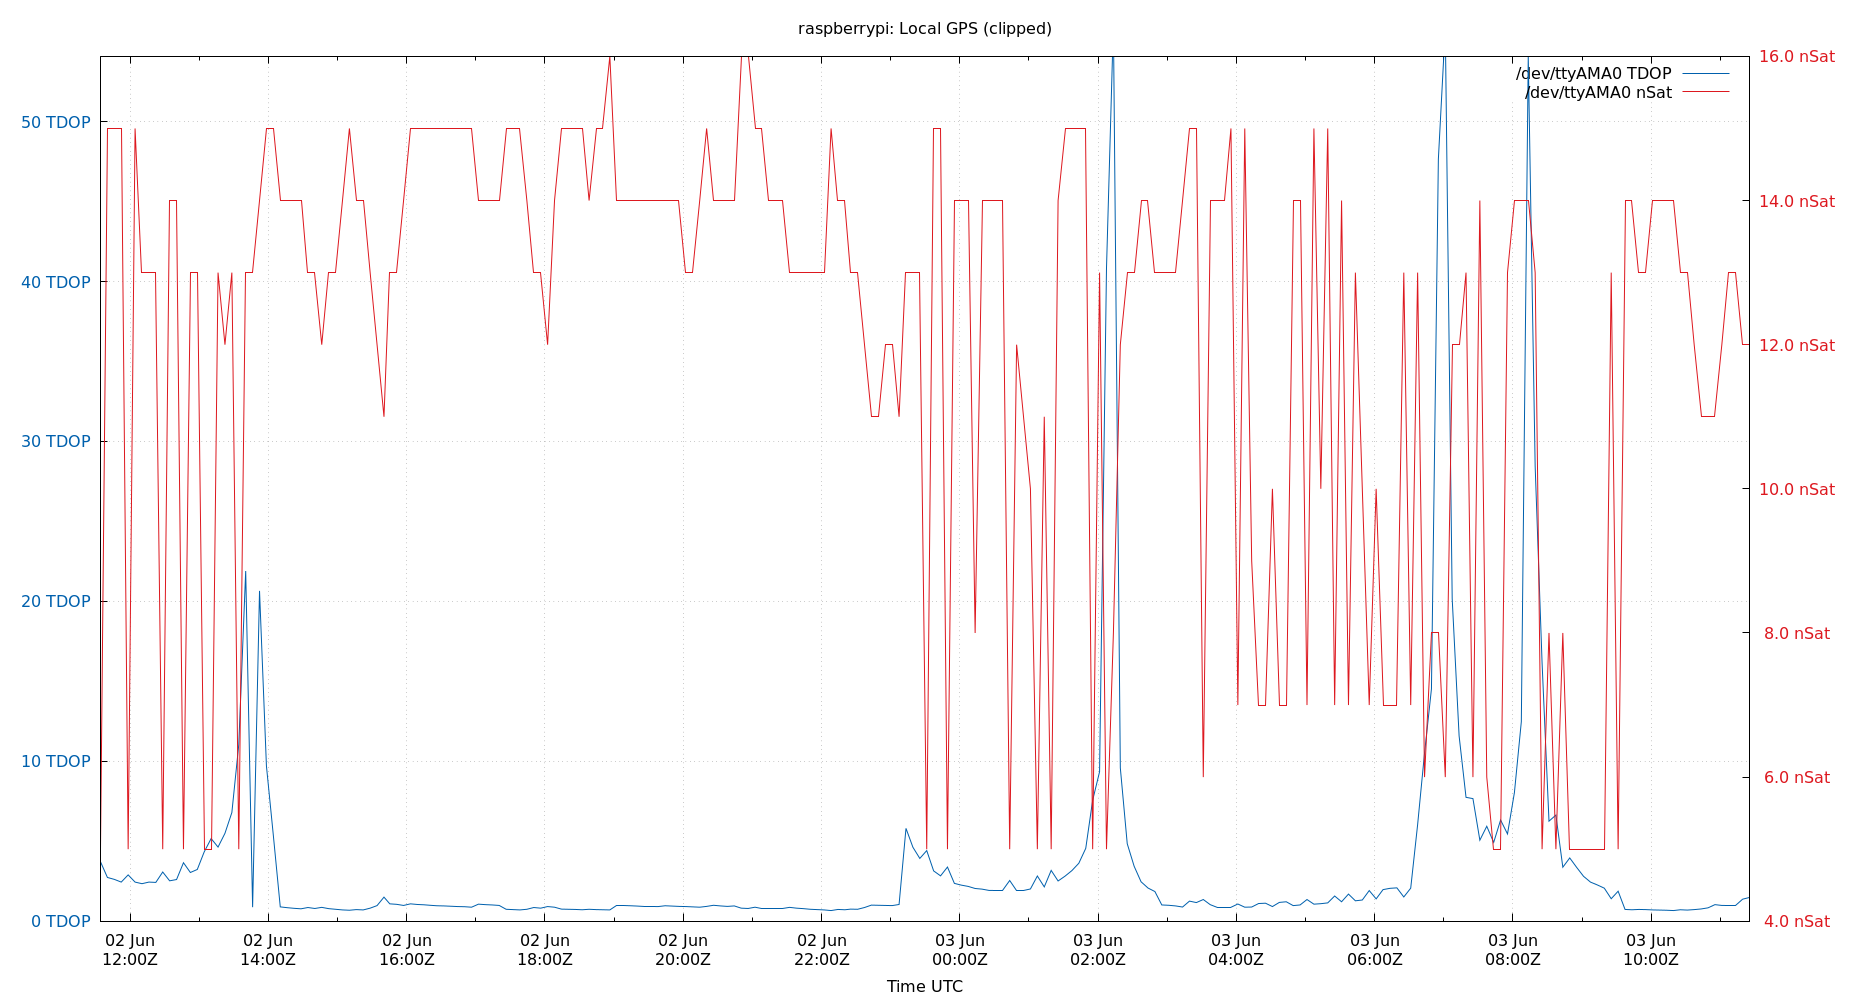 raspberrypi: Local GPS (clipped)
/dev/ttyAMA0 TDOP
/dev/ttyAMA0 nSat
50 TDOP
40 TDOP
30 TDOP
20 TDOP
10 TDOP
0 TDOP
16.0 nSat
14.0 nSat
12.0 nSat
10.0 nSat
8.0 nSat
6.0 nSat
4.0 nSat
02 Jun
12:00Z
02 Jun
14:00Z
02 Jun
16:00Z
02 Jun
18:00Z
02 Jun
20:00Z
02 Jun
22:00Z
03 Jun
00:00Z
03 Jun
02:00Z
03 Jun
04:00Z
03 Jun
06:00Z
03 Jun
08:00Z
03 Jun
10:00Z
Time UTC